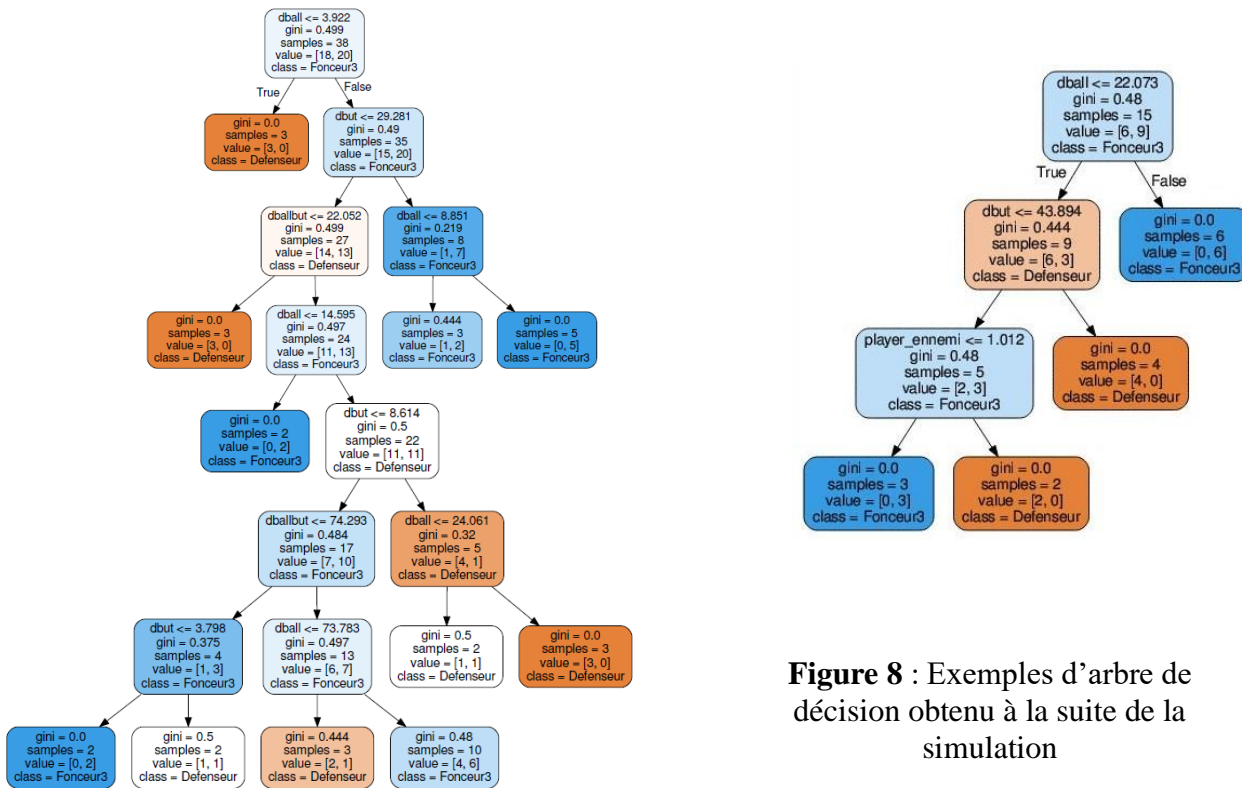 dball <= 3.922
gini = 0.499
samples = 38
value = [18, 20]
class = Fonceur3
True
False
gini = 0.0
samples = 3
value = [3, 0]
class = Defenseur
dbut <= 29.281
gini = 0.49
samples = 35
value = [15, 20]
class = Fonceur3
dballbut <= 22.052
gini = 0.499
samples = 27
value = [14, 13]
class = Defenseur
dball <= 8.851
gini = 0.219
samples = 8
value = [1, 7]
class = Fonceur3
gini = 0.0
samples = 3
value = [3, 0]
class = Defenseur
dball <= 14.595
gini = 0.497
samples = 24
value = [11, 13]
class = Fonceur3
gini = 0.444
samples = 3
value = [1, 2]
class = Fonceur3
gini = 0.0
samples = 5
value = [0, 5]
class = Fonceur3
gini = 0.0
samples = 2
value = [0, 2]
class = Fonceur3
dbut <= 8.614
gini = 0.5
samples = 22
value = [11, 11]
class = Defenseur
dballbut <= 74.293
gini = 0.484
samples = 17
value = [7, 10]
class = Fonceur3
dball <= 24.061
gini = 0.32
samples = 5
value = [4, 1]
class = Defenseur
dbut <= 3.798
gini = 0.375
samples = 4
value = [1, 3]
class = Fonceur3
dball <= 73.783
gini = 0.497
samples = 13
value = [6, 7]
class = Fonceur3
gini = 0.5
samples = 2
value = [1, 1]
class = Defenseur
gini = 0.0
samples = 3
value = [3, 0]
class = Defenseur
gini = 0.0
samples = 2
value = [0, 2]
class = Fonceur3
gini = 0.5
samples = 2
value = [1, 1]
class = Defenseur
gini = 0.444
samples = 3
value = [2, 1]
class = Defenseur
gini = 0.48
samples = 10
value = [4, 6]
class = Fonceur3
dball <= 22.073
gini = 0.48
samples = 15
value = [6, 9]
class = Fonceur3
True
False
dbut <= 43.894
gini = 0.444
samples = 9
value = [6, 3]
class = Defenseur
gini = 0.0
samples = 6
value = [0, 6]
class = Fonceur3
player_ennemi <= 1.012
gini = 0.48
samples = 5
value = [2, 3]
class = Fonceur3
gini = 0.0
samples = 4
value = [4, 0]
class = Defenseur
gini = 0.0
samples = 3
value = [0, 3]
class = Fonceur3
gini = 0.0
samples = 2
value = [2, 0]
class = Defenseur
Figure 8 : Exemples d’arbre de
décision obtenu à la suite de la
simulation